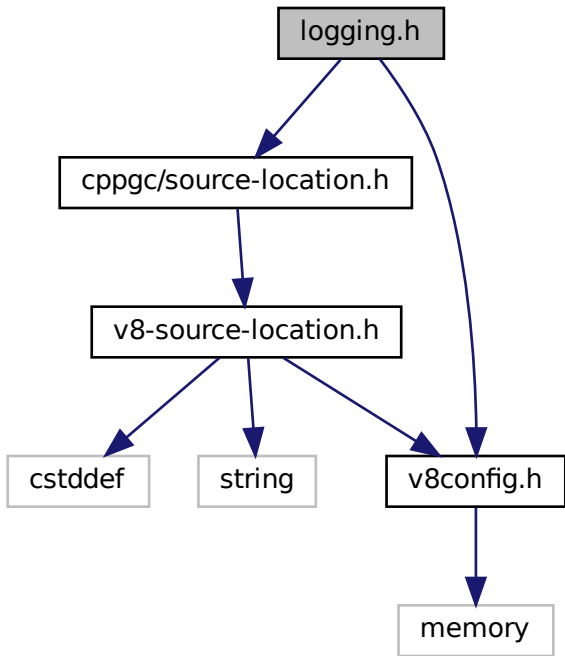 logging.h
cppgc/source-location.h
v8-source-location.h
cstddef
string
v8config.h
memory